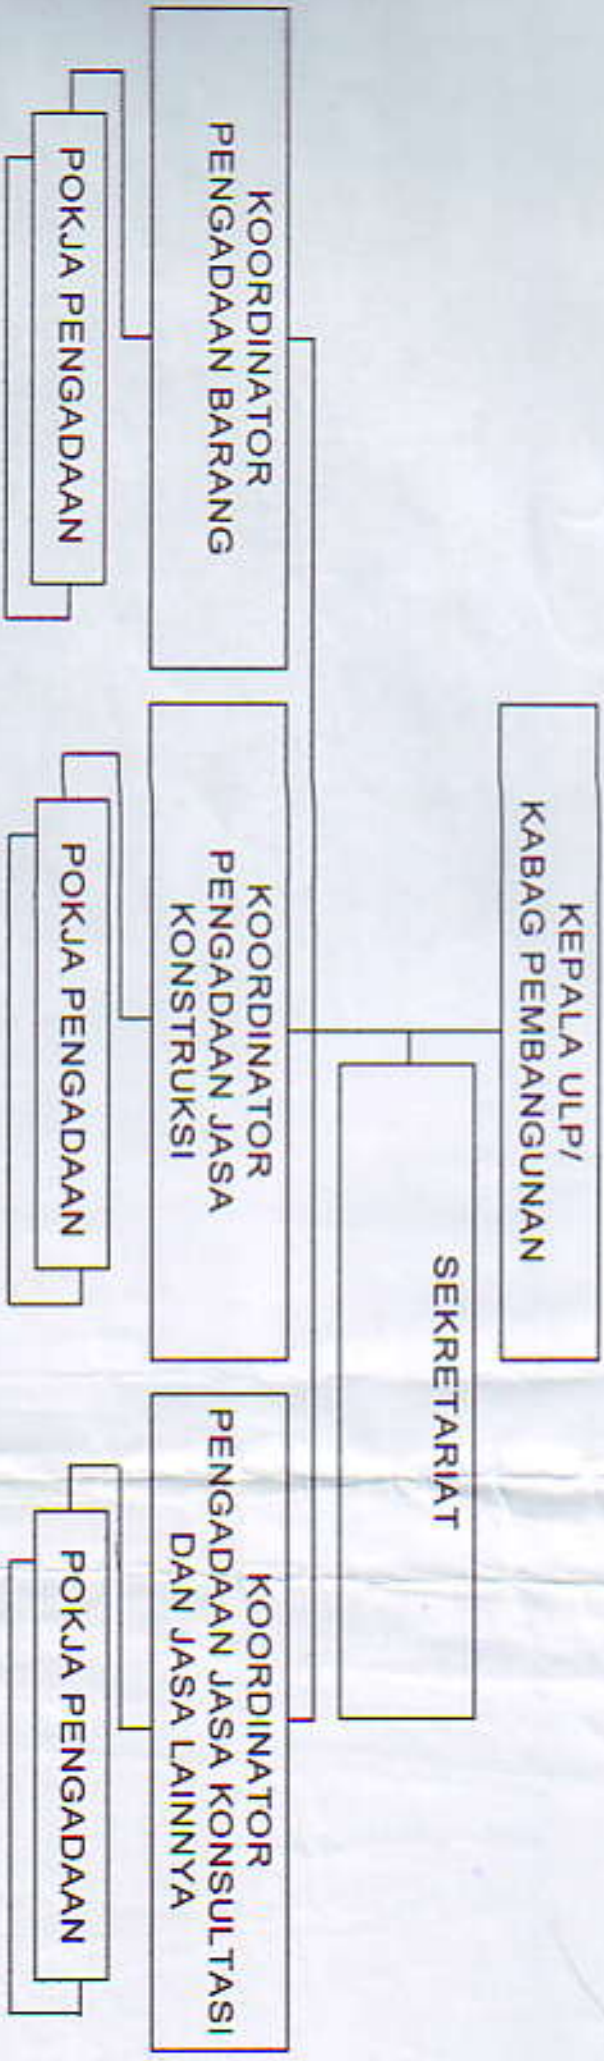 KEPALA ULP/
KABAG PEMBANGUNAN
SEKRETARIAT
KOORDINATOR
PENGADAAN BARANG
KOORDINATOR
PENGADAAN JASA
KONSTRUKSI
KOORDINATOR
PENGADAAN JASA KONSULTASI
DAN JASA LAINNYA
POKJA PENGADAAN
POKJA PENGADAAN
POKJA PENGADAAN